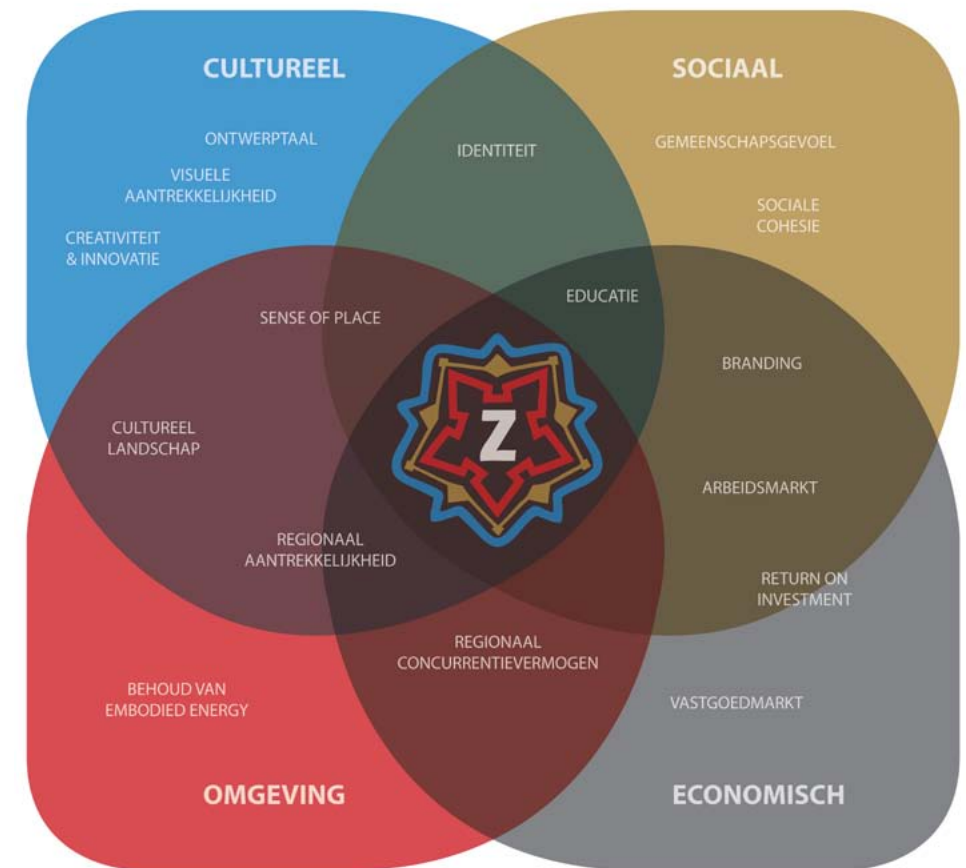 CULTUREEL
SOCIAAL
ONTWERPTAAL
IDENTITEIT
GEMEENSCHAPSGEVOEL
VISUELE
AANTREKKELIJKHEID
SOCIALE
COHESIE
CREATIVITEIT
& INNOVATIE
EDUCATIE
SENSE OF PLACE
BRANDING
Z
CULTUREEL
LANDSCHAP
ARBEIDSMARKT
REGIONAAL
AANTREKKELIJKHEID
RETURN ON
INVESTMENT
REGIONAAL
CONCURRENTIEVERMOGEN
BEHOUD VAN
EMBODIED ENERGY
VASTGOEDMARKT
OMGEVING
ECONOMISCH